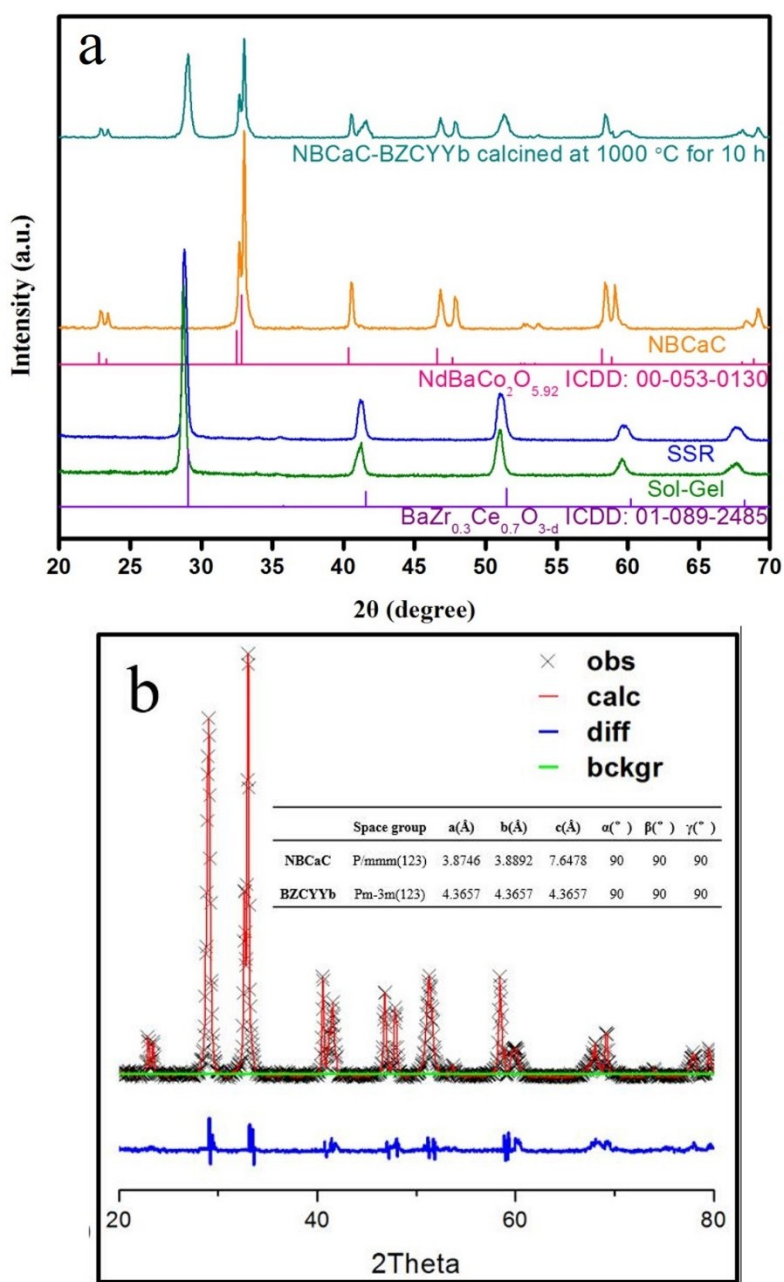 a
NBCaC-BZCYYb calcined at 1000 °C for 10 h
NBCaC
NdBaCo2O5.92 ICDD: 00-053-0130
SSR
Sol-Gel
BaZr0.3Ce0.7O3-d ICDD: 01-089-2485
Intensity (a.u.)
20 25 30 35 40 45 50 55 60 65 70
2θ (degree)
b
obs
calc
diff
bckgr
Space group a(Å) b(Å) c(Å) α(°) β(°) γ(°)
NBCaC P/mmm(123) 3.8746 3.8892 7.6478 90 90 90
BZCYYb Pm-3m(123) 4.3657 4.3657 4.3657 90 90 90
20 40 60 80
2Theta